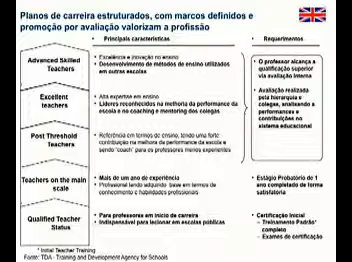 Planos de carreira estruturados, com marcos definidos e
promoção por avaliação valorizam a profissão
Principais características
Requerimentos
Advanced Skilled
Teachers
• Excelência e inovação no ensino
• Desenvolvimento de métodos de ensino utilizados
em outras escolas
• O professor alcança a
qualificação superior via
avaliação interna
Excellent
teachers
• Alta expertise em ensino
• Líderes reconhecidos na melhoria da performance da
escola e no coaching e mentoring dos colegas
• Avaliação realizada
pela hierarquia e
colegas, analisando a
performances e
contribuições no
sistema educacional
Post Threshold
Teachers
• Referência em termos de ensino, tendo uma forte
contribuição na melhoria da performance da escola e
sendo "coach" para os professores menos experientes
Teachers on the main
scale
• Mais de um ano de experiência
• Profissional tendo adquirido base em termos de
conhecimento e habilidades profissionais
• Estágio Probatório de 1
ano completado de forma
satisfatória
Qualified Teacher
Status
• Para professores em início de carreira
• Indispensável para lecionar em escolas públicas
• Certificação inicial
– Treinamento Padrão*
completo
– Exames de certificação
* Initial Teacher Training
Fonte: TDA - Training and Development Agency for Schools